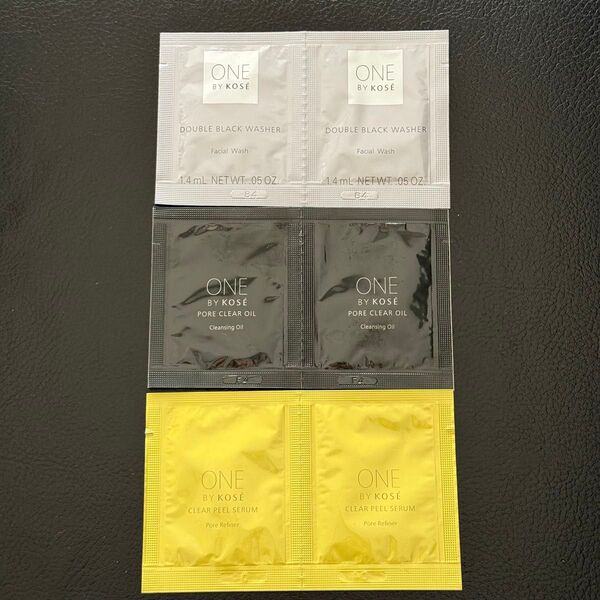 ONE
BY KOSÉ
DOUBLE BLACK WASHER
Facial Wash
1.4 mL NET WT. .05 OZ.
ONE
BY KOSÉ
DOUBLE BLACK WASHER
Facial Wash
1.4 mL NET WT. .05 OZ.
ONE
BY KOSÉ
PORE CLEAR OIL
Cleansing Oil
ONE
BY KOSÉ
PORE CLEAR OIL
Cleansing Oil
ONE
BY KOSÉ
CLEAR PEEL SERUM
Pore Refiner
ONE
BY KOSÉ
CLEAR PEEL SERUM
Pore Refiner